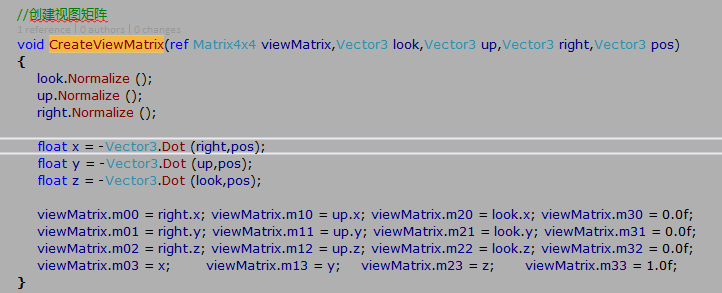 //创建视图矩阵
1 reference | 0 authors | 0 changes
void CreateViewMatrix(ref Matrix4x4 viewMatrix,Vector3 look,Vector3 up,Vector3 right,Vector3 pos)
{
look.Normalize ();
up.Normalize ();
right.Normalize ();
float x = -Vector3.Dot (right,pos);
float y = -Vector3.Dot (up,pos);
float z = -Vector3.Dot (look,pos);
viewMatrix.m00 = right.x; viewMatrix.m10 = up.x; viewMatrix.m20 = look.x; viewMatrix.m30 = 0.0f;
viewMatrix.m01 = right.y; viewMatrix.m11 = up.y; viewMatrix.m21 = look.y; viewMatrix.m31 = 0.0f;
viewMatrix.m02 = right.z; viewMatrix.m12 = up.z; viewMatrix.m22 = look.z; viewMatrix.m32 = 0.0f;
viewMatrix.m03 = x; viewMatrix.m13 = y; viewMatrix.m23 = z; viewMatrix.m33 = 1.0f;
}